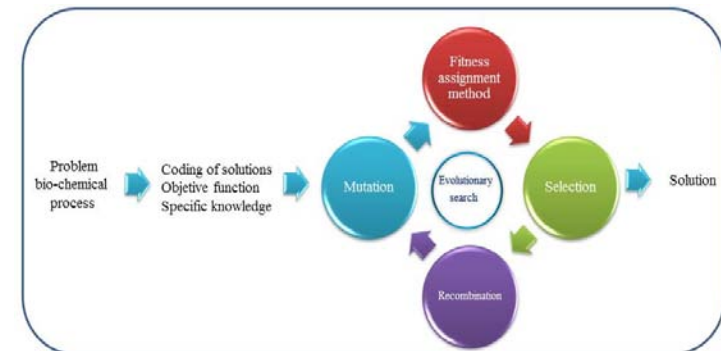 Problem
bio-chemical
process
Coding of solutions
Objetive function
Specific knowledge
Mutation
Fitness
assignment
method
Evolutionary
search
Selection
Recombination
Solution